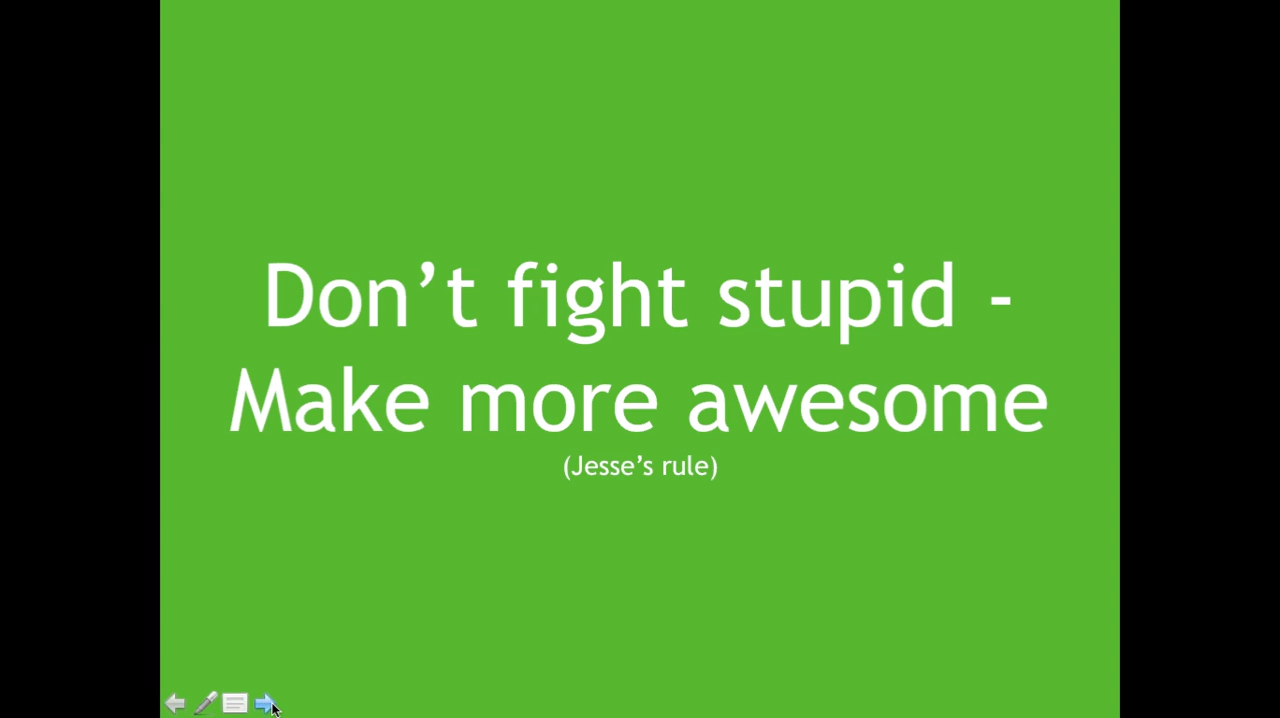 Don’t fight stupid -
Make more awesome
(Jesse’s rule)